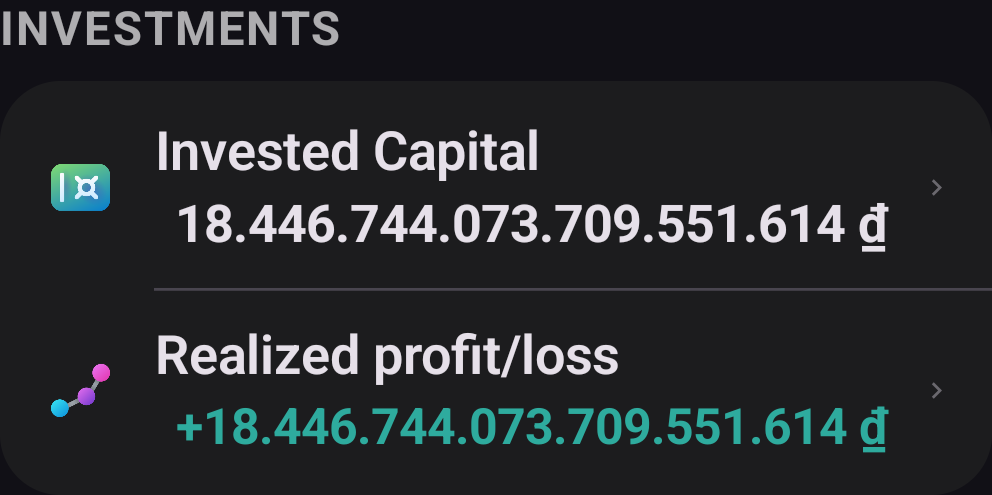 INVESTMENTS
Invested Capital
18.446.744.073.709.551.614 ₫
Realized profit/loss
+18.446.744.073.709.551.614 ₫